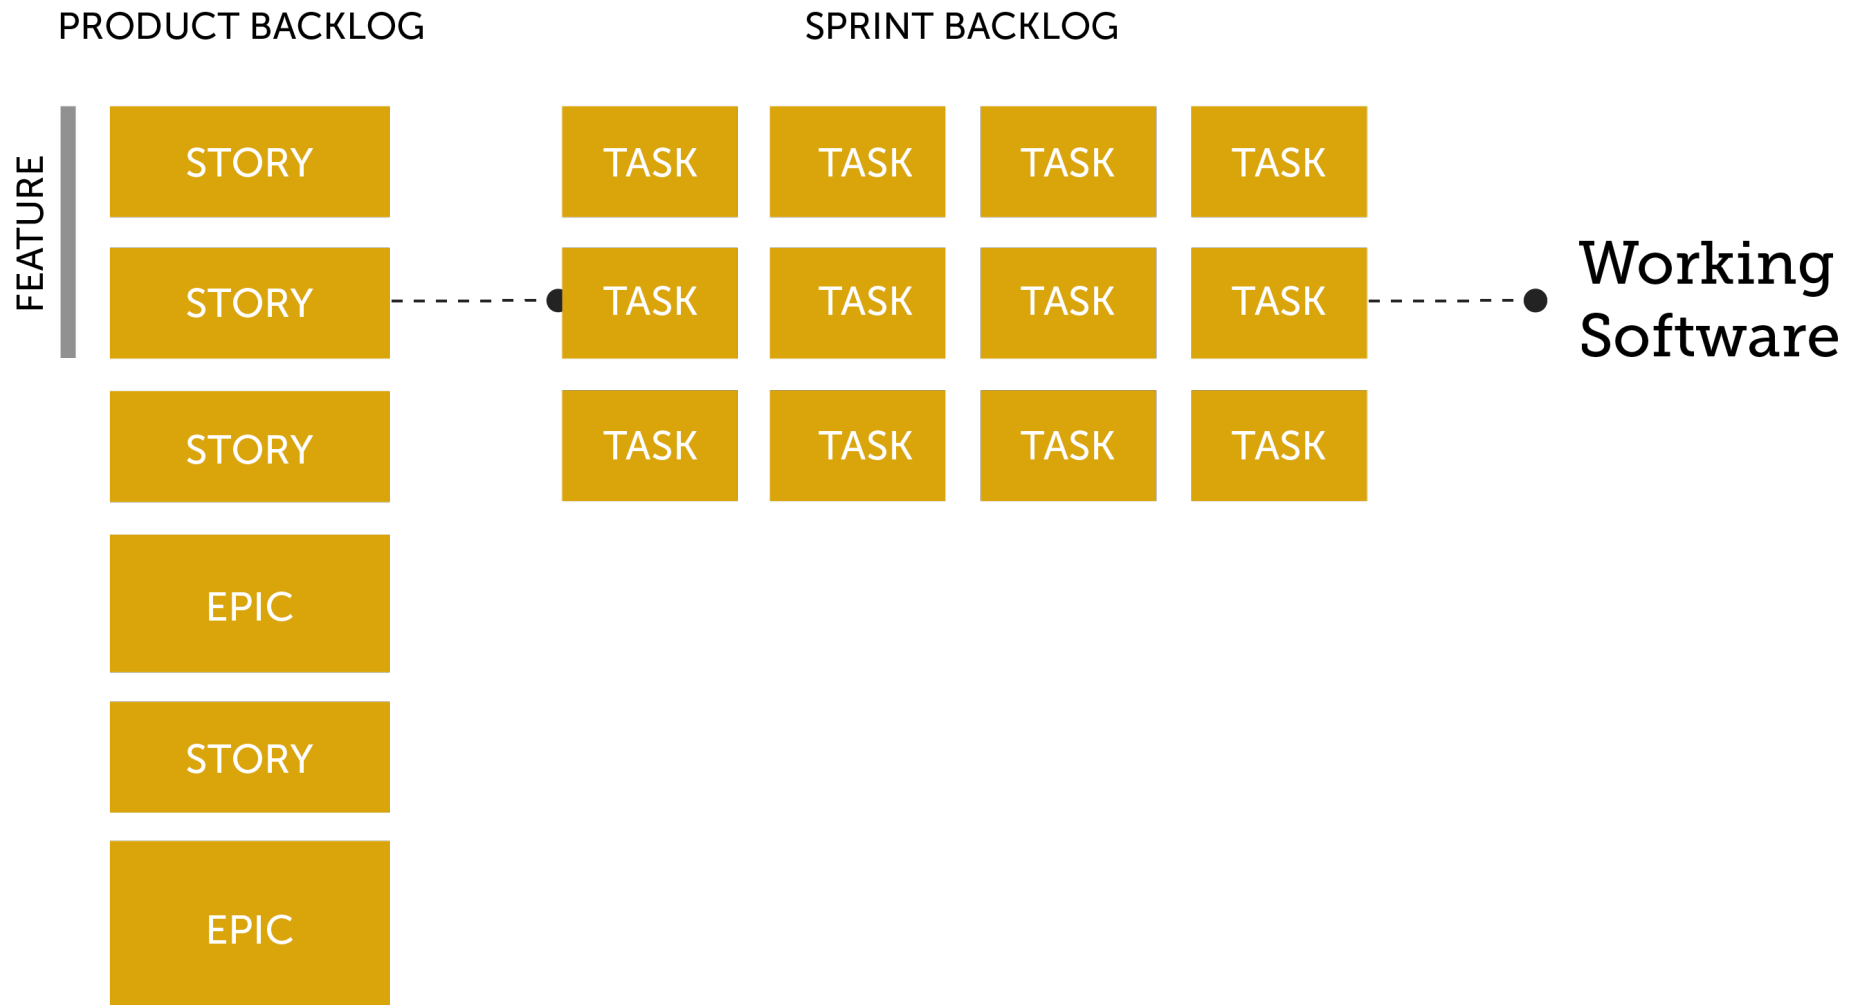 PRODUCT BACKLOG
SPRINT BACKLOG
FEATURE
STORY
TASK
TASK
TASK
TASK
STORY
TASK
TASK
TASK
TASK
Working
Software
STORY
TASK
TASK
TASK
TASK
EPIC
STORY
EPIC